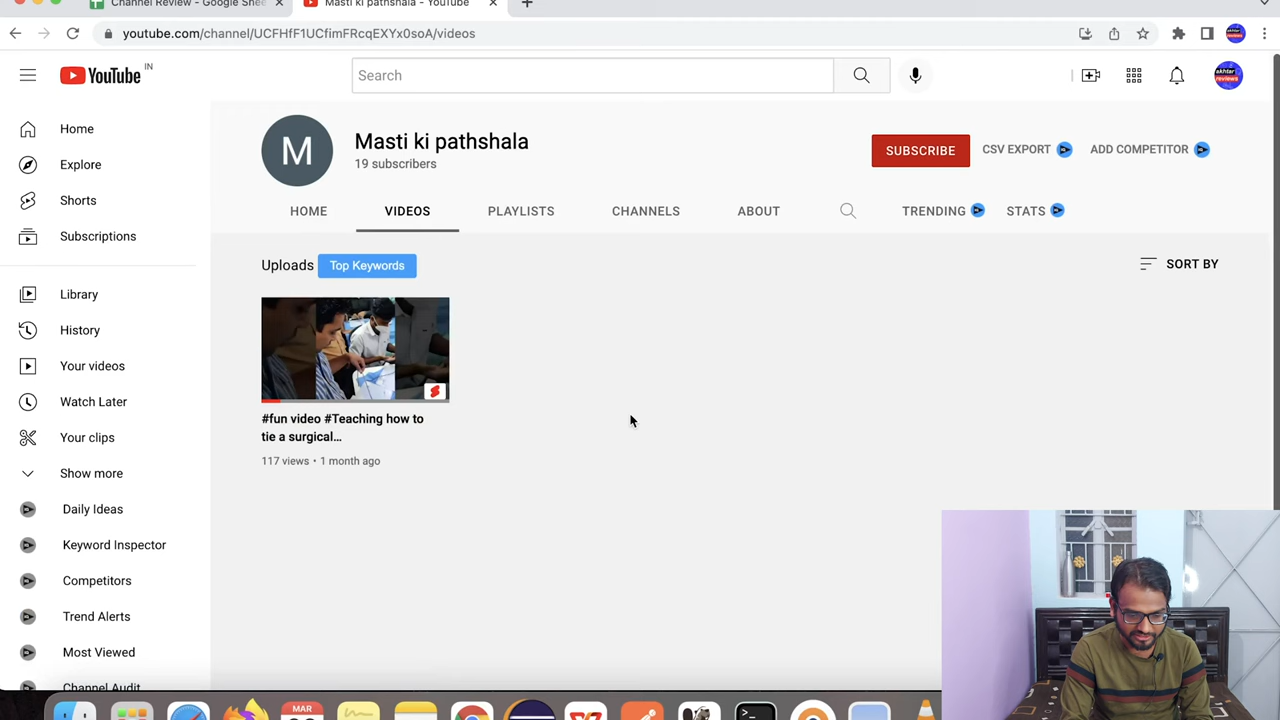 Channel Review - Google Shee
Masti ki pathshala - YouTube
youtube.com/channel/UCFHfF1UCfimFRcqEXYx0soA/videos
YouTube IN
Search
akhtar reviews
Home
Explore
Shorts
Subscriptions
Library
History
Your videos
Watch Later
Your clips
Show more
Daily Ideas
Keyword Inspector
Competitors
Trend Alerts
Most Viewed
Channel Audit
M
Masti ki pathshala
19 subscribers
SUBSCRIBE
CSV EXPORT
ADD COMPETITOR
HOME
VIDEOS
PLAYLISTS
CHANNELS
ABOUT
TRENDING
STATS
Uploads
Top Keywords
SORT BY
#fun video #Teaching how to
tie a surgical...
117 views • 1 month ago
MAR